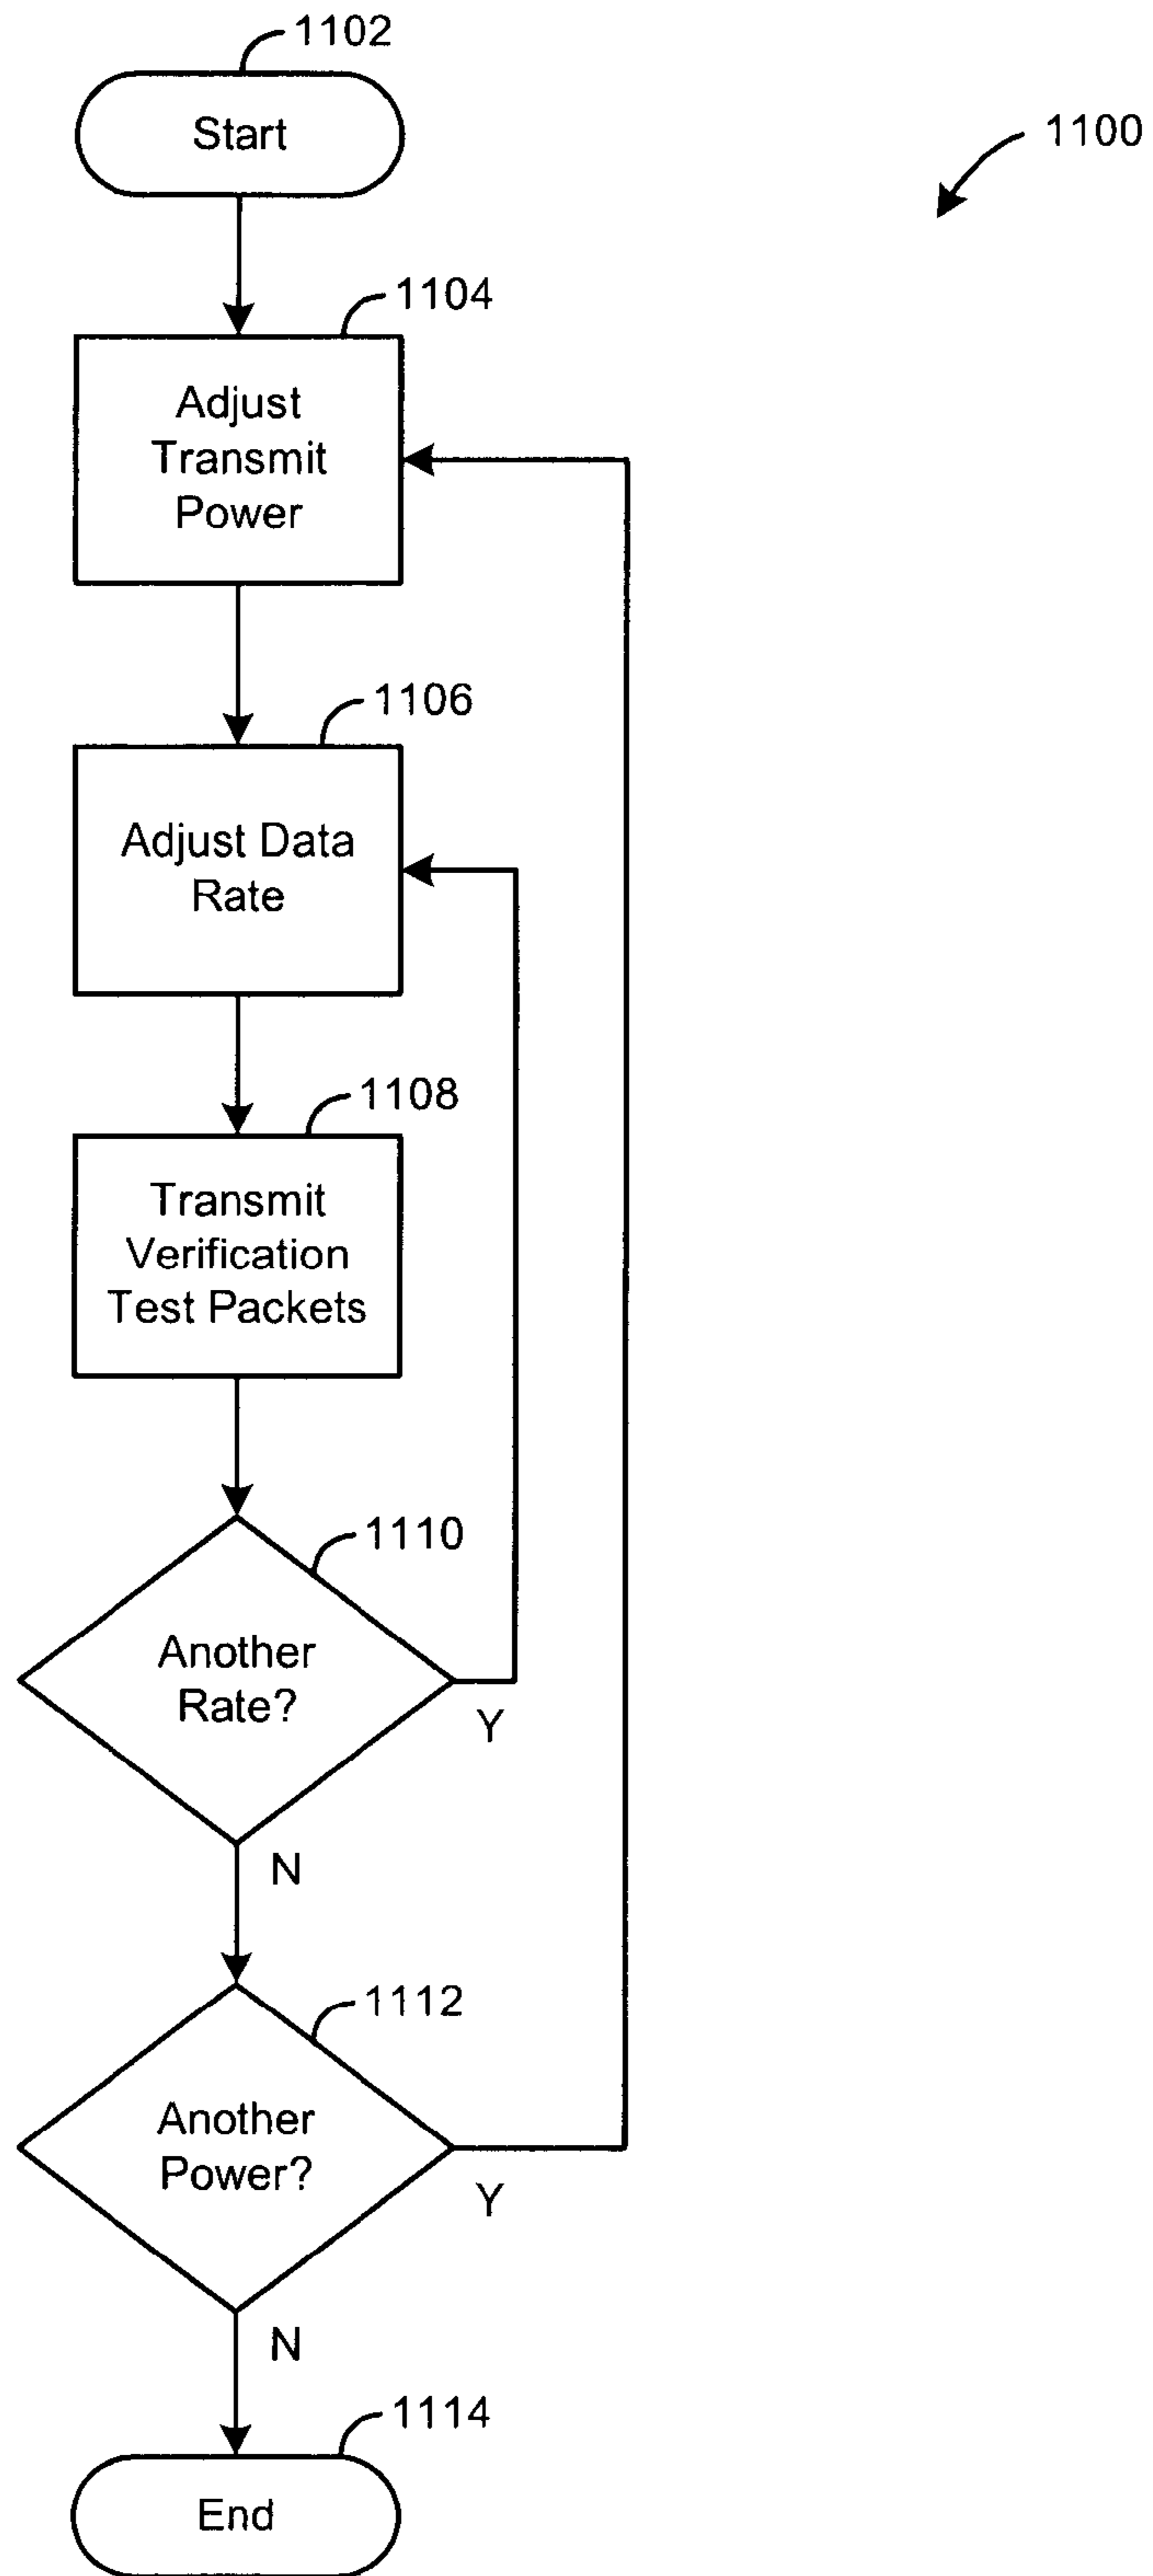 1102
Start
1100
1104
Adjust
Transmit
Power
1106
Adjust Data
Rate
1108
Transmit
Verification
Test Packets
1110
Another
Rate?
Y
N
1112
Another
Power?
Y
N
1114
End